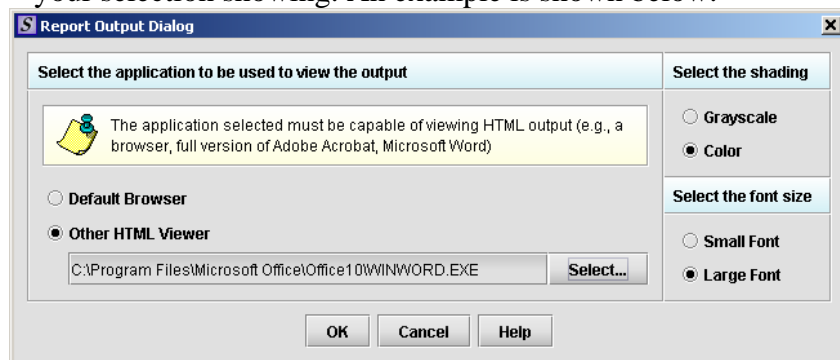 your selection showing. An example is shown below.
S Report Output Dialog
Select the application to be used to view the output
The application selected must be capable of viewing HTML output (e.g., a
browser, full version of Adobe Acrobat, Microsoft Word)
Default Browser
Other HTML Viewer
C:\Program Files\Microsoft Office\Office10\WINWORD.EXE
Select...
Select the shading
Grayscale
Color
Select the font size
Small Font
Large Font
OK Cancel Help